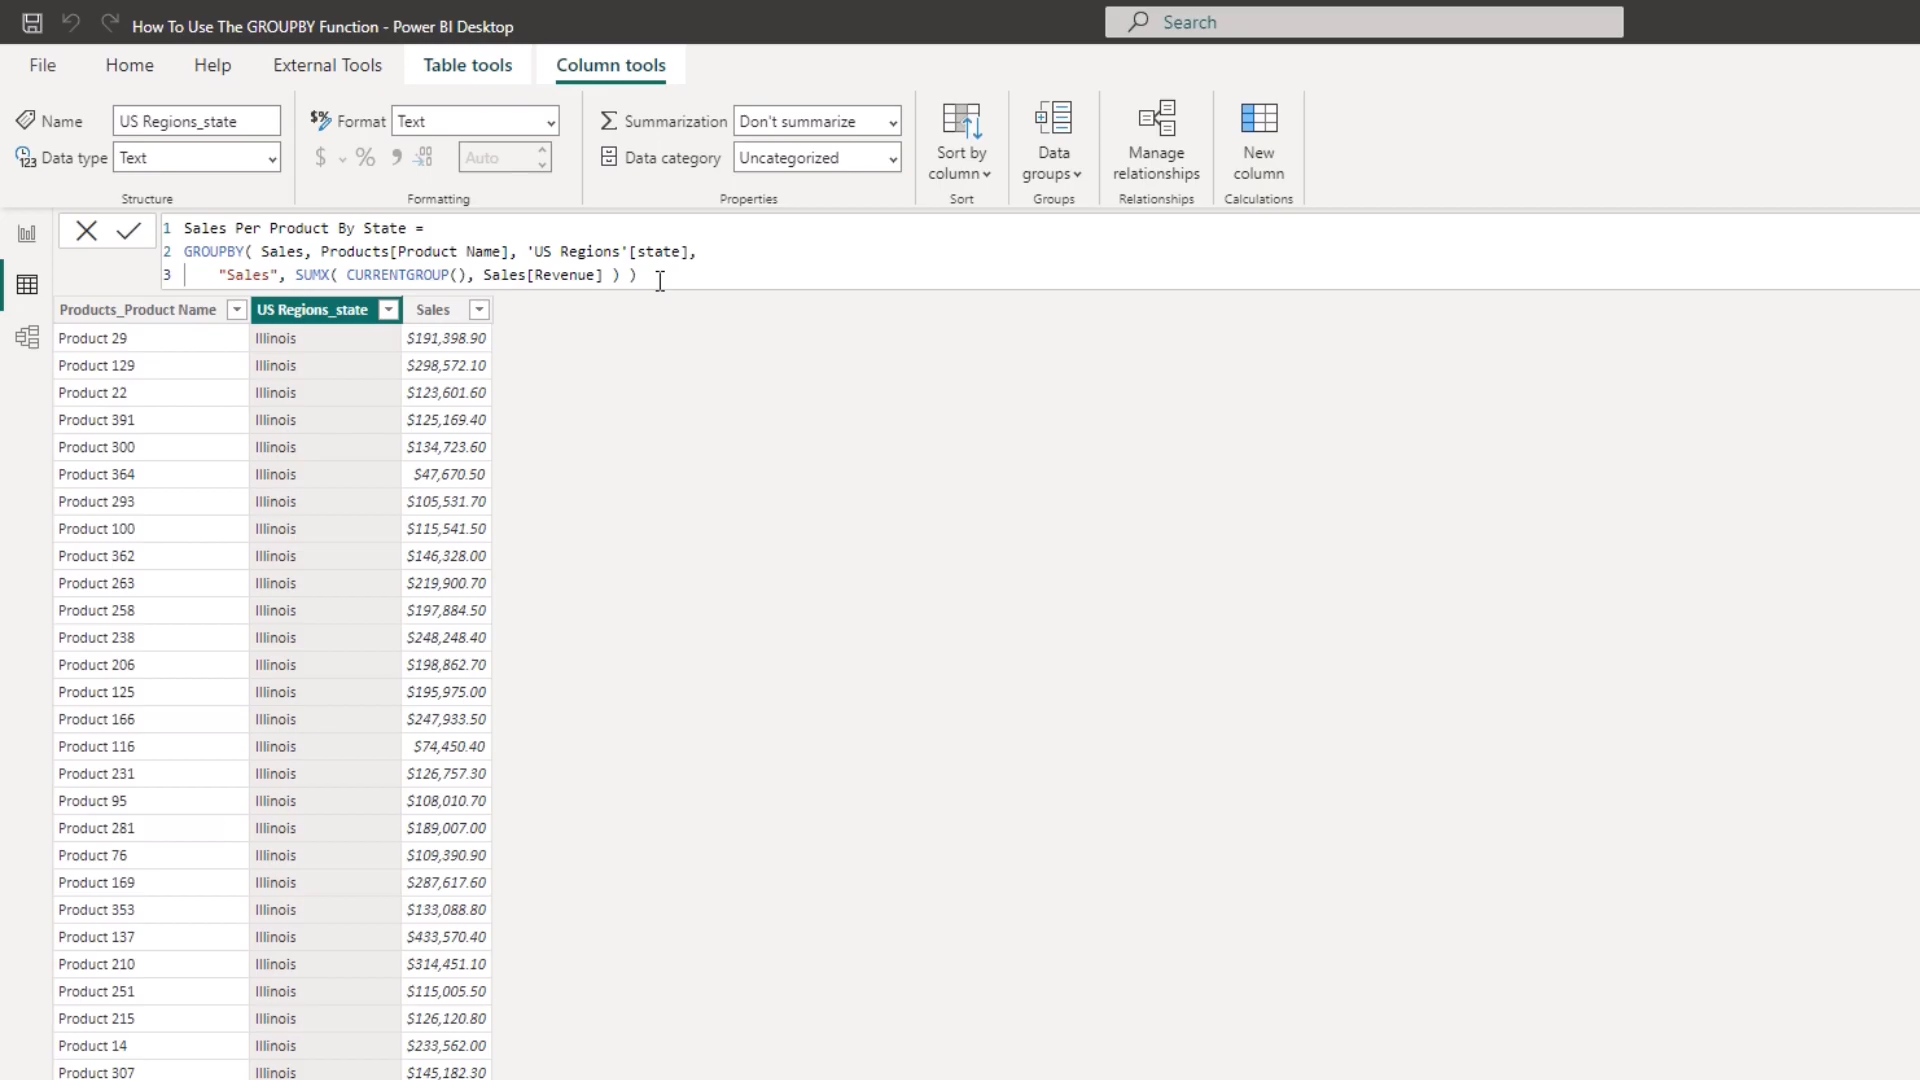 How To Use The GROUPBY Function - Power BI Desktop
Search
File Home Help External Tools Table tools Column tools
Name US Regions_state
Data type Text
Structure
Format Text
$ % 9 Auto
Formatting
Summarization Don't summarize
Data category Uncategorized
Properties
Sort by column
Sort
Data groups
Groups
Manage relationships
Relationships
New column
Calculations
1 Sales Per Product By State =
2 GROUPBY( Sales, Products[Product Name], 'US Regions'[state],
3 "Sales", SUMX( CURRENTGROUP(), Sales[Revenue] ) )
Products_Product Name US Regions_state Sales
Product 29 Illinois $191,398.90
Product 129 Illinois $298,572.10
Product 22 Illinois $123,601.60
Product 391 Illinois $125,169.40
Product 300 Illinois $134,723.60
Product 364 Illinois $47,670.50
Product 293 Illinois $105,531.70
Product 100 Illinois $115,541.50
Product 362 Illinois $146,328.00
Product 263 Illinois $219,900.70
Product 258 Illinois $197,884.50
Product 238 Illinois $248,248.40
Product 206 Illinois $198,862.70
Product 125 Illinois $195,975.00
Product 166 Illinois $247,933.50
Product 116 Illinois $74,450.40
Product 231 Illinois $126,757.30
Product 95 Illinois $108,010.70
Product 281 Illinois $189,007.00
Product 76 Illinois $109,390.90
Product 169 Illinois $287,617.60
Product 353 Illinois $133,088.80
Product 137 Illinois $433,570.40
Product 210 Illinois $314,451.10
Product 251 Illinois $115,005.50
Product 215 Illinois $126,120.80
Product 14 Illinois $233,562.00
Product 307 Illinois $145,182.30